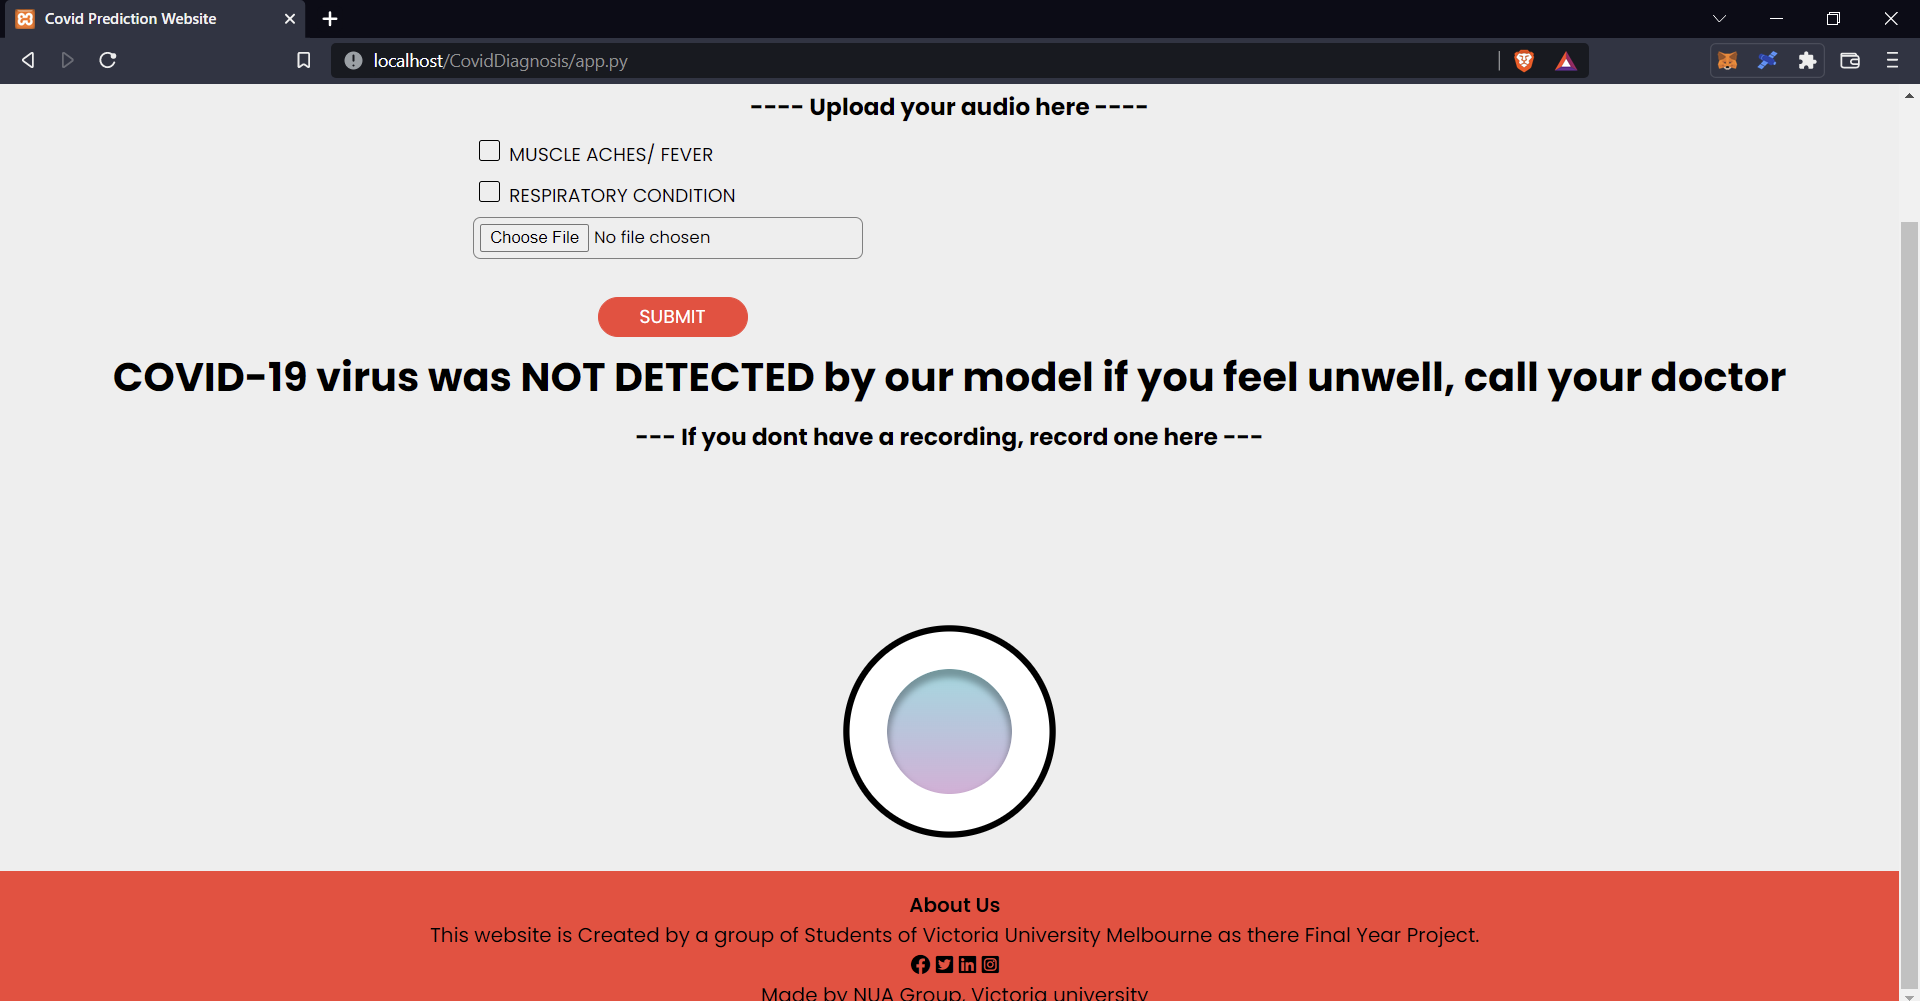 Covid Prediction Website
localhost/CovidDiagnosis/app.py
---- Upload your audio here ----
MUSCLE ACHES/ FEVER
RESPIRATORY CONDITION
Choose File No file chosen
SUBMIT
COVID-19 virus was NOT DETECTED by our model if you feel unwell, call your doctor
--- If you dont have a recording, record one here ---
About Us
This website is Created by a group of Students of Victoria University Melbourne as there Final Year Project.
Made by NUA Group, Victoria university